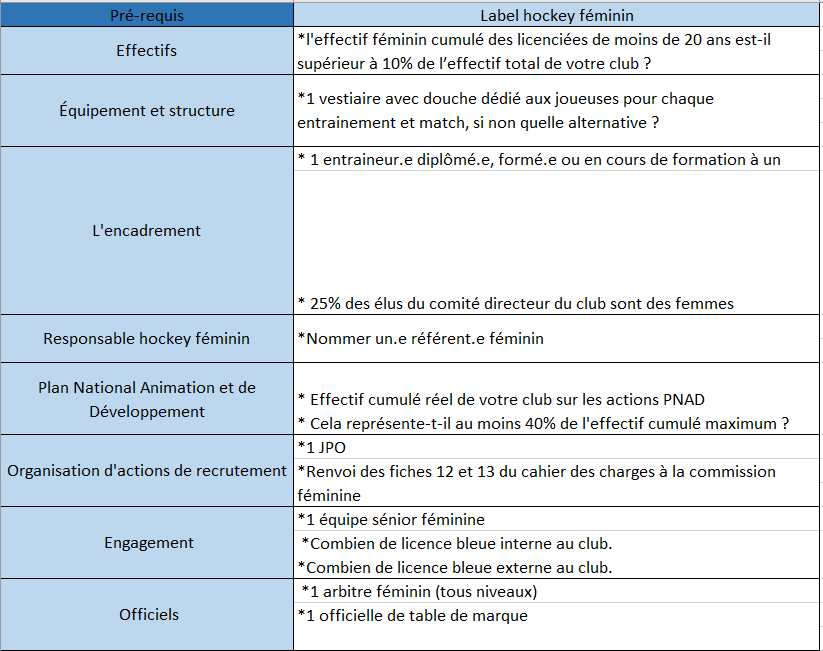 Pré-requis
Label hockey féminin
Effectifs
*l'effectif féminin cumulé des licenciées de moins de 20 ans est-il
supérieur à 10% de l’effectif total de votre club ?
Équipement et structure
*1 vestiaire avec douche dédié aux joueuses pour chaque
entrainement et match, si non quelle alternative ?
L'encadrement
* 1 entraineur.e diplômé.e, formé.e ou en cours de formation à un
* 25% des élus du comité directeur du club sont des femmes
Responsable hockey féminin
*Nommer un.e référent.e féminin
Plan National Animation et de
Développement
* Effectif cumulé réel de votre club sur les actions PNAD
* Cela représente-t-il au moins 40% de l'effectif cumulé maximum ?
Organisation d'actions de recrutement
*1 JPO
*Renvoi des fiches 12 et 13 du cahier des charges à la commission
féminine
Engagement
*1 équipe sénior féminine
*Combien de licence bleue interne au club.
*Combien de licence bleue externe au club.
Officiels
*1 arbitre féminin (tous niveaux)
*1 officielle de table de marque